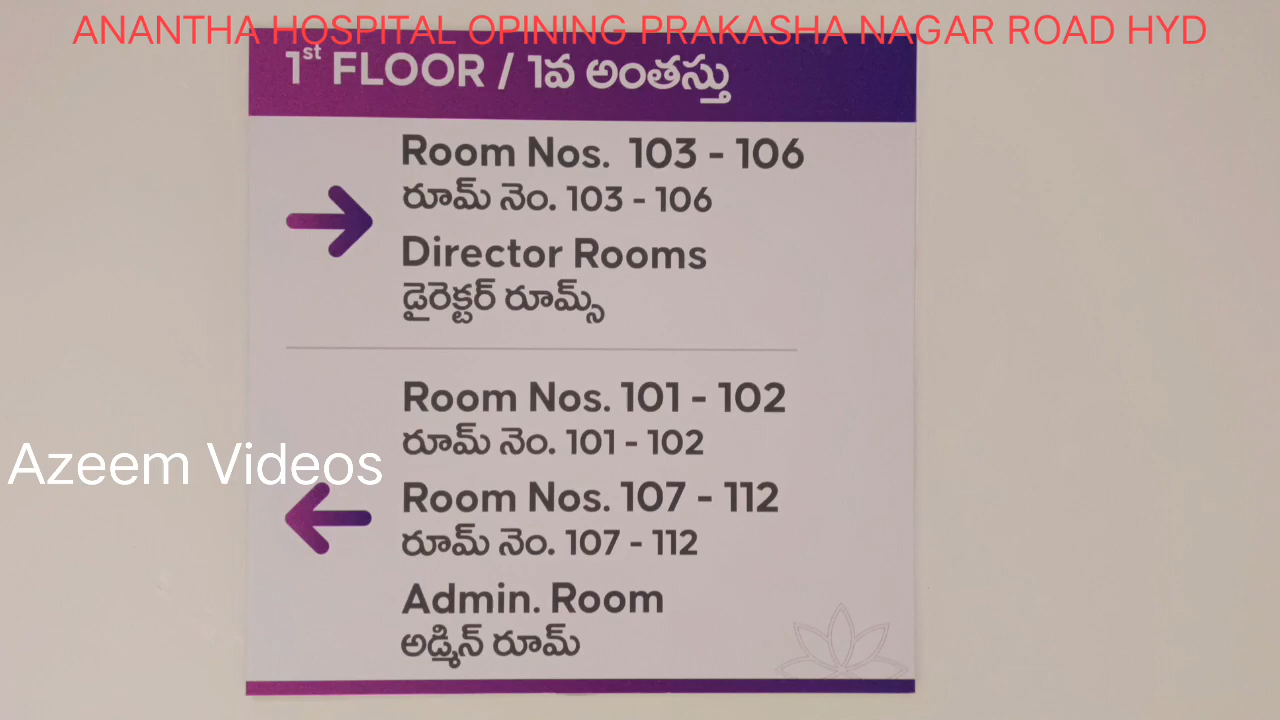 ANANTHA HOSPITAL OPINING PRAKASHA NAGAR ROAD HYD
1st FLOOR / 1వ అంతస్తు
Room Nos. 103 - 106
రూమ్ నెం. 103 - 106
Director Rooms
డైరెక్టర్ రూమ్స్
Room Nos. 101 - 102
రూమ్ నెం. 101 - 102
Azeem Videos
Room Nos. 107 - 112
రూమ్ నెం. 107 - 112
Admin. Room
అడ్మిన్ రూమ్